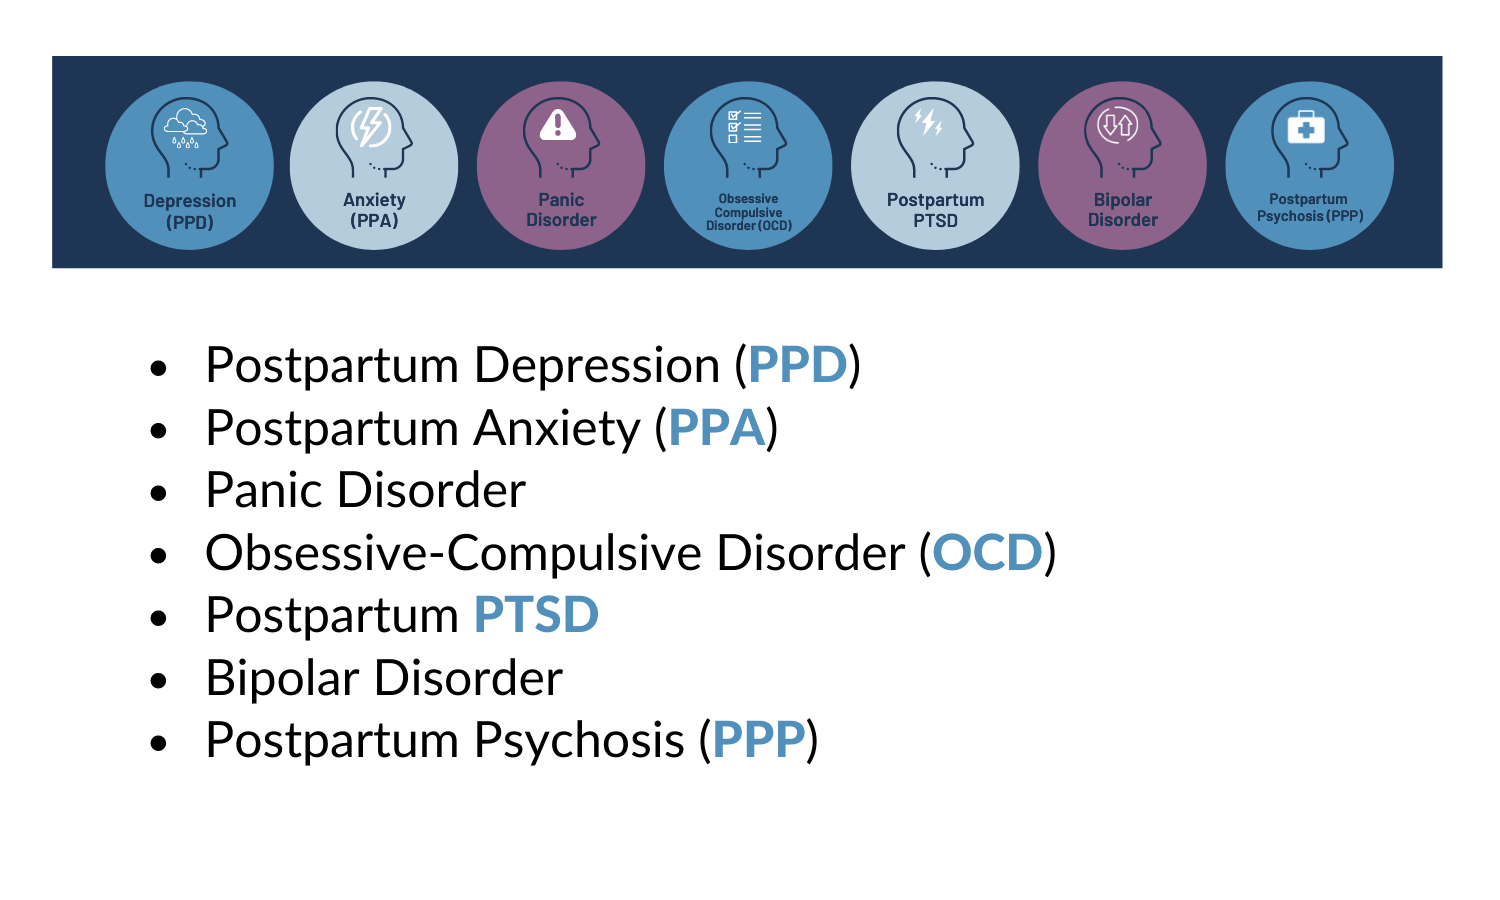 Depression
(PPD)
Anxiety
(PPA)
Panic
Disorder
Obsessive
Compulsive
Disorder (OCD)
Postpartum
PTSD
Bipolar
Disorder
Postpartum
Psychosis (PPP)
• Postpartum Depression (PPD)
• Postpartum Anxiety (PPA)
• Panic Disorder
• Obsessive-Compulsive Disorder (OCD)
• Postpartum PTSD
• Bipolar Disorder
• Postpartum Psychosis (PPP)